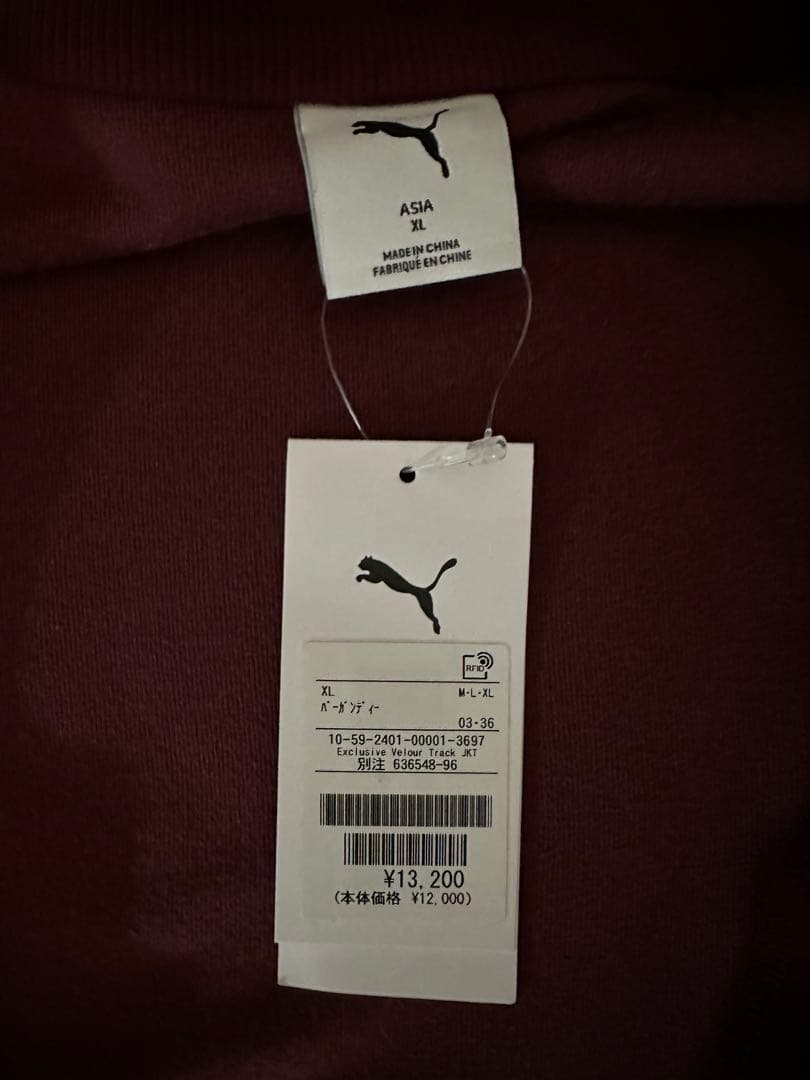 ASIA
XL
MADE IN CHINA
FABRIQUÉ EN CHINE
RFID
XL M-L-XL
ﾊﾞｰｶﾞﾝﾃﾞｨｰ
03-36
10-59-2401-00001-3697
Exclusive Velour Track JKT
別注 636548-96
¥13,200
(本体価格 ¥12,000)